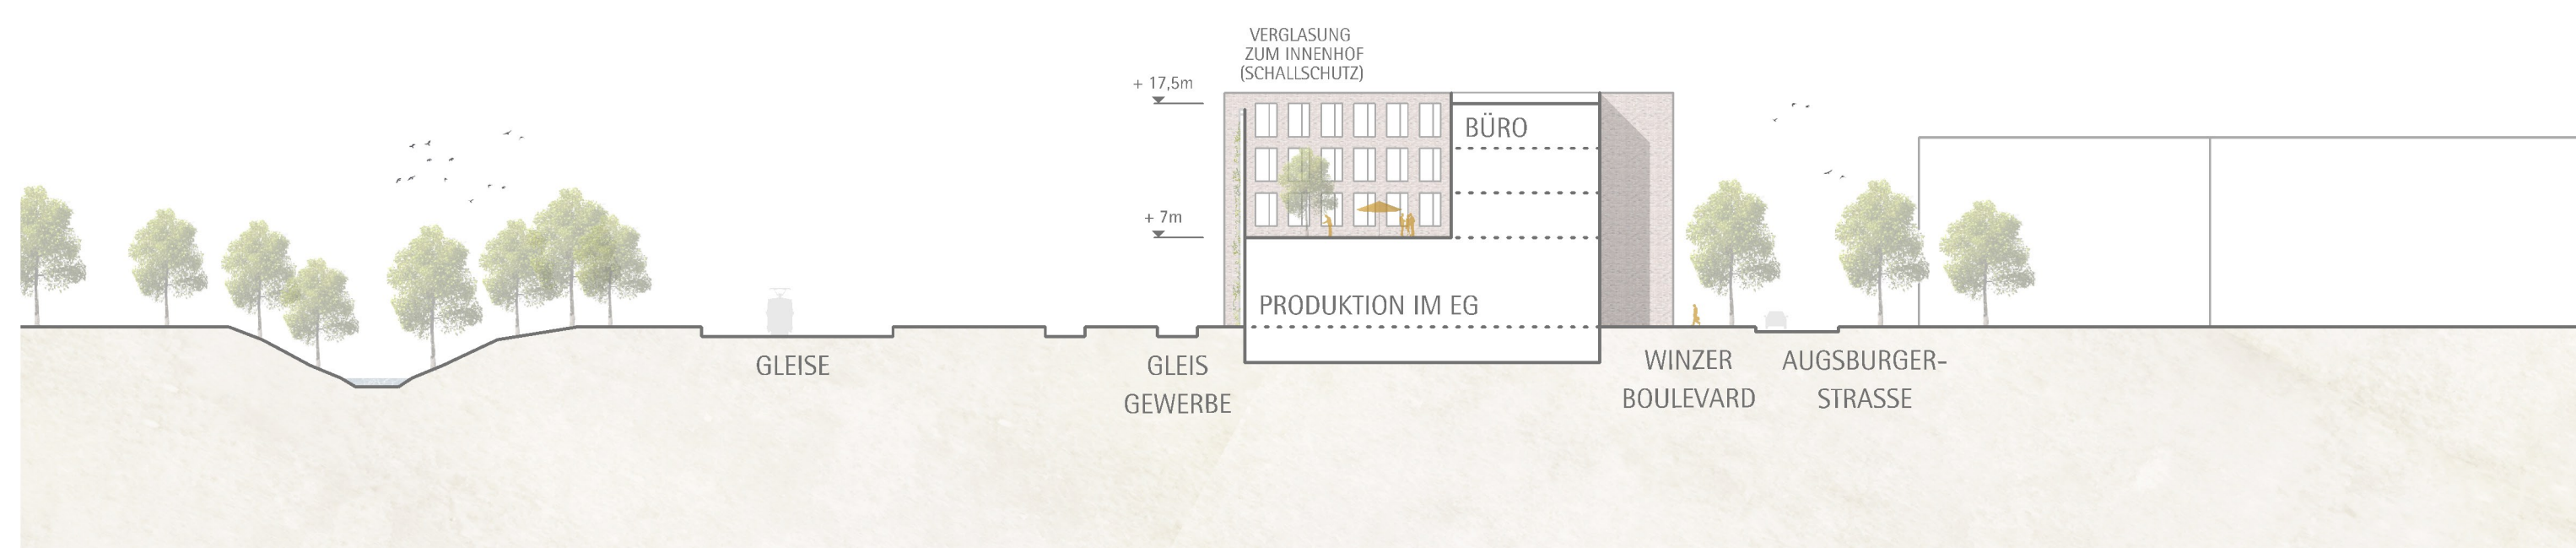 VERGLASUNG
ZUM INNENHOF
(SCHALLSCHUTZ)
+ 17,5m
BÜRO
+ 7m
PRODUKTION IM EG
GLEISE
GLEIS
GEWERBE
WINZER
BOULEVARD
AUGSBURGER-
STRASSE